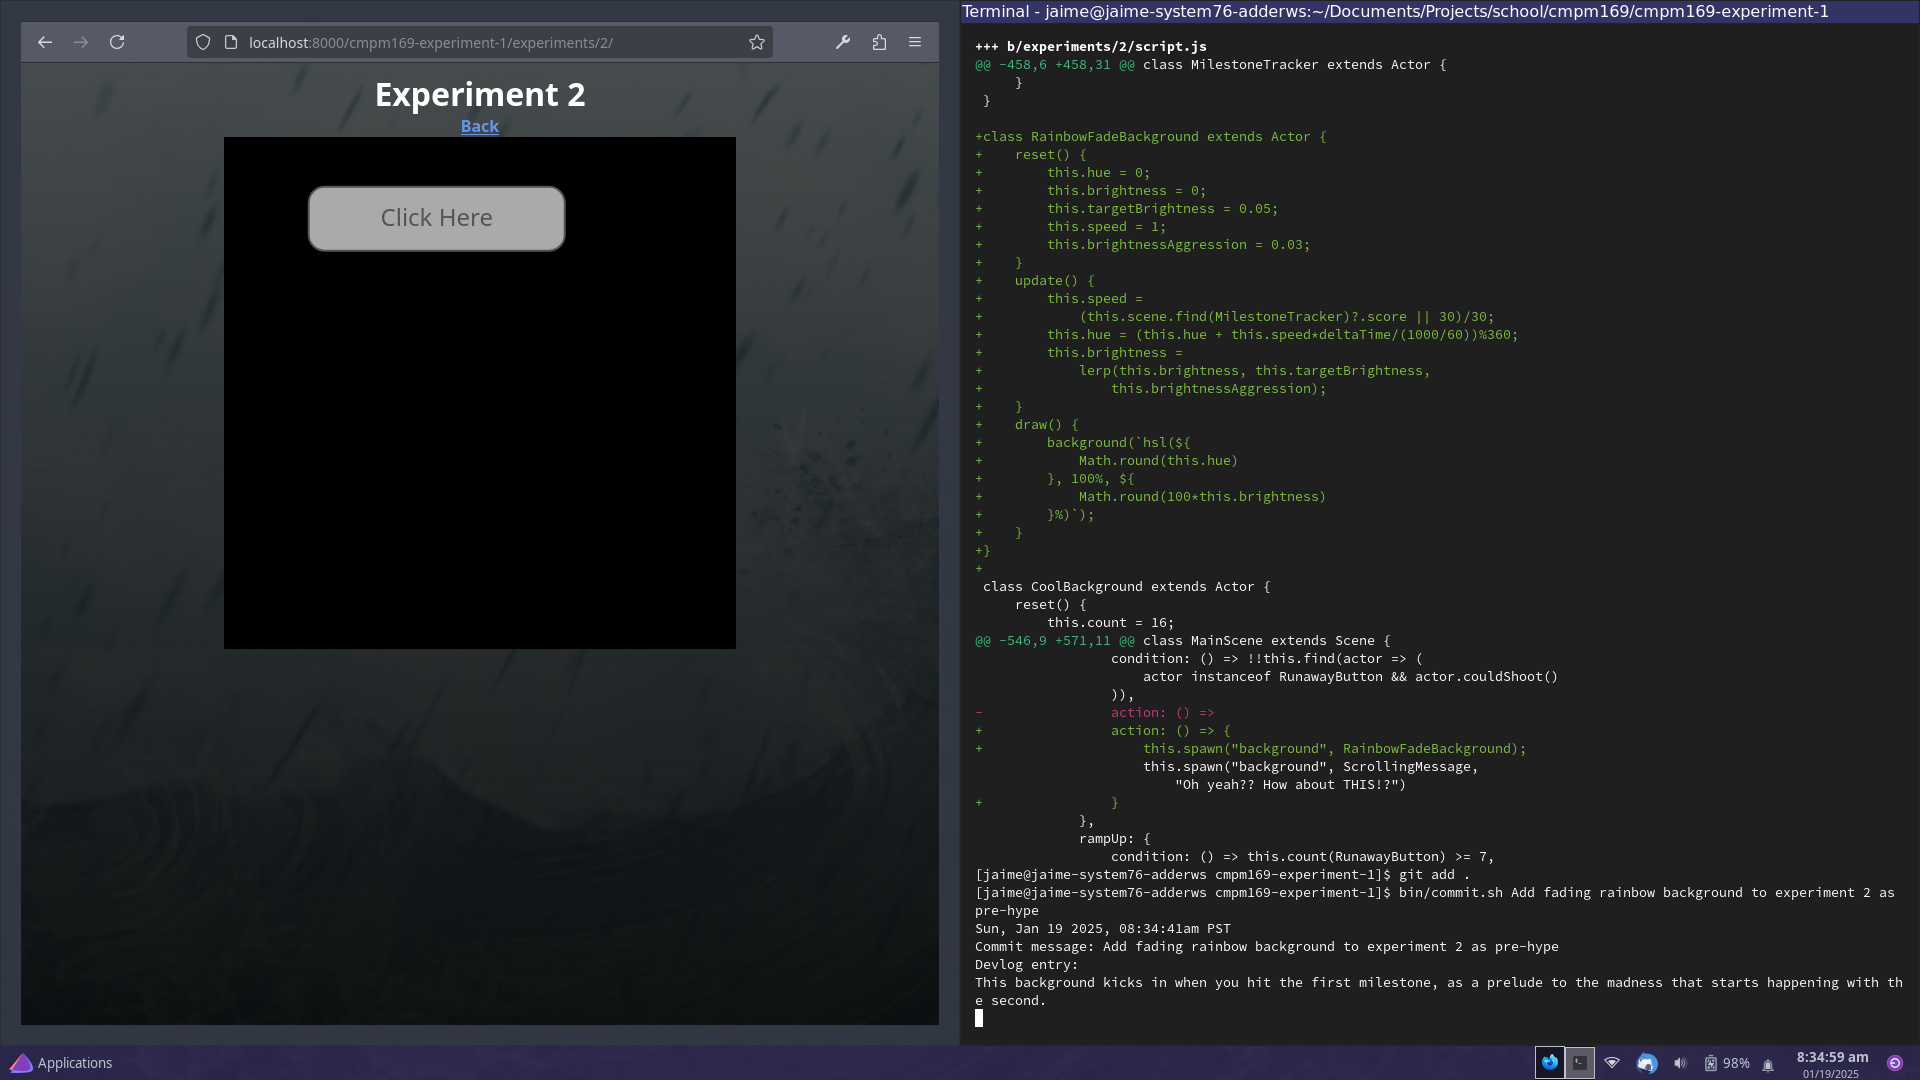 localhost:8000/cmpm169-experiment-1/experiments/2/
Experiment 2
Back
Click Here
Terminal - jaime@jaime-system76-adderws:~/Documents/Projects/school/cmpm169/cmpm169-experiment-1
+++ b/experiments/2/script.js
@@ -458,6 +458,31 @@ class MilestoneTracker extends Actor {
     }
 }
+class RainbowFadeBackground extends Actor {
+    reset() {
+        this.hue = 0;
+        this.brightness = 0;
+        this.targetBrightness = 0.05;
+        this.speed = 1;
+        this.brightnessAggression = 0.03;
+    }
+    update() {
+        this.speed =
+            (this.scene.find(MilestoneTracker)?.score || 30)/30;
+        this.hue = (this.hue + this.speed*deltaTime/(1000/60))%360;
+        this.brightness =
+            lerp(this.brightness, this.targetBrightness,
+                this.brightnessAggression);
+    }
+    draw() {
+        background(`hsl(${
+            Math.round(this.hue)
+        }, 100%, ${
+            Math.round(100*this.brightness)
+        }%)`);
+    }
+}
+
 class CoolBackground extends Actor {
     reset() {
         this.count = 16;
@@ -546,9 +571,11 @@ class MainScene extends Scene {
                 condition: () => !!this.find(actor => (
                     actor instanceof RunawayButton && actor.couldShoot()
                 )),
-                action: () =>
+                action: () => {
+                    this.spawn("background", RainbowFadeBackground);
                     this.spawn("background", ScrollingMessage,
                         "Oh yeah?? How about THIS!?")
+                }
             },
             rampUp: {
                 condition: () => this.count(RunawayButton) >= 7,
[jaime@jaime-system76-adderws cmpm169-experiment-1]$ git add .
[jaime@jaime-system76-adderws cmpm169-experiment-1]$ bin/commit.sh Add fading rainbow background to experiment 2 as
pre-hype
Sun, Jan 19 2025, 08:34:41am PST
Commit message: Add fading rainbow background to experiment 2 as pre-hype
Devlog entry:
This background kicks in when you hit the first milestone, as a prelude to the madness that starts happening with th
e second.
Applications
98%
8:34:59 am
01/19/2025